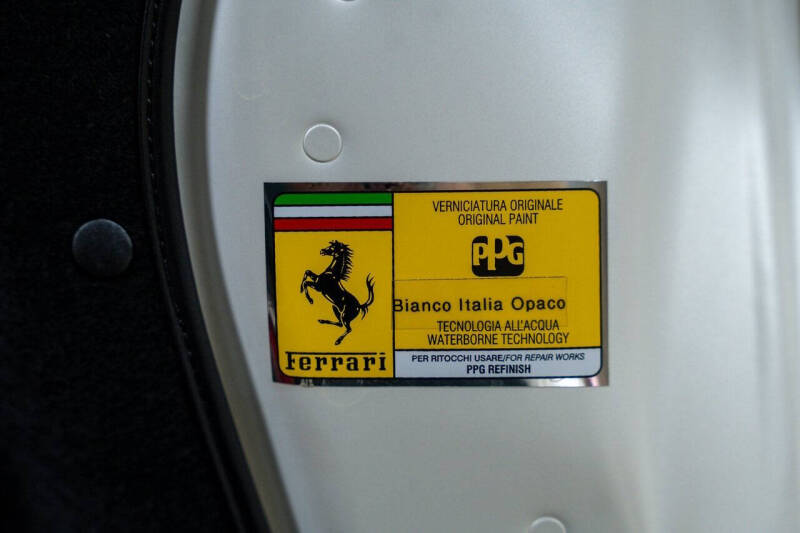 VERNICIATURA ORIGINALE
ORIGINAL PAINT
PPG
Bianco Italia Opaco
TECNOLOGIA ALL'ACQUA
WATERBORNE TECHNOLOGY
Ferrari
PER RITOCCHI USARE/FOR REPAIR WORKS
PPG REFINISH